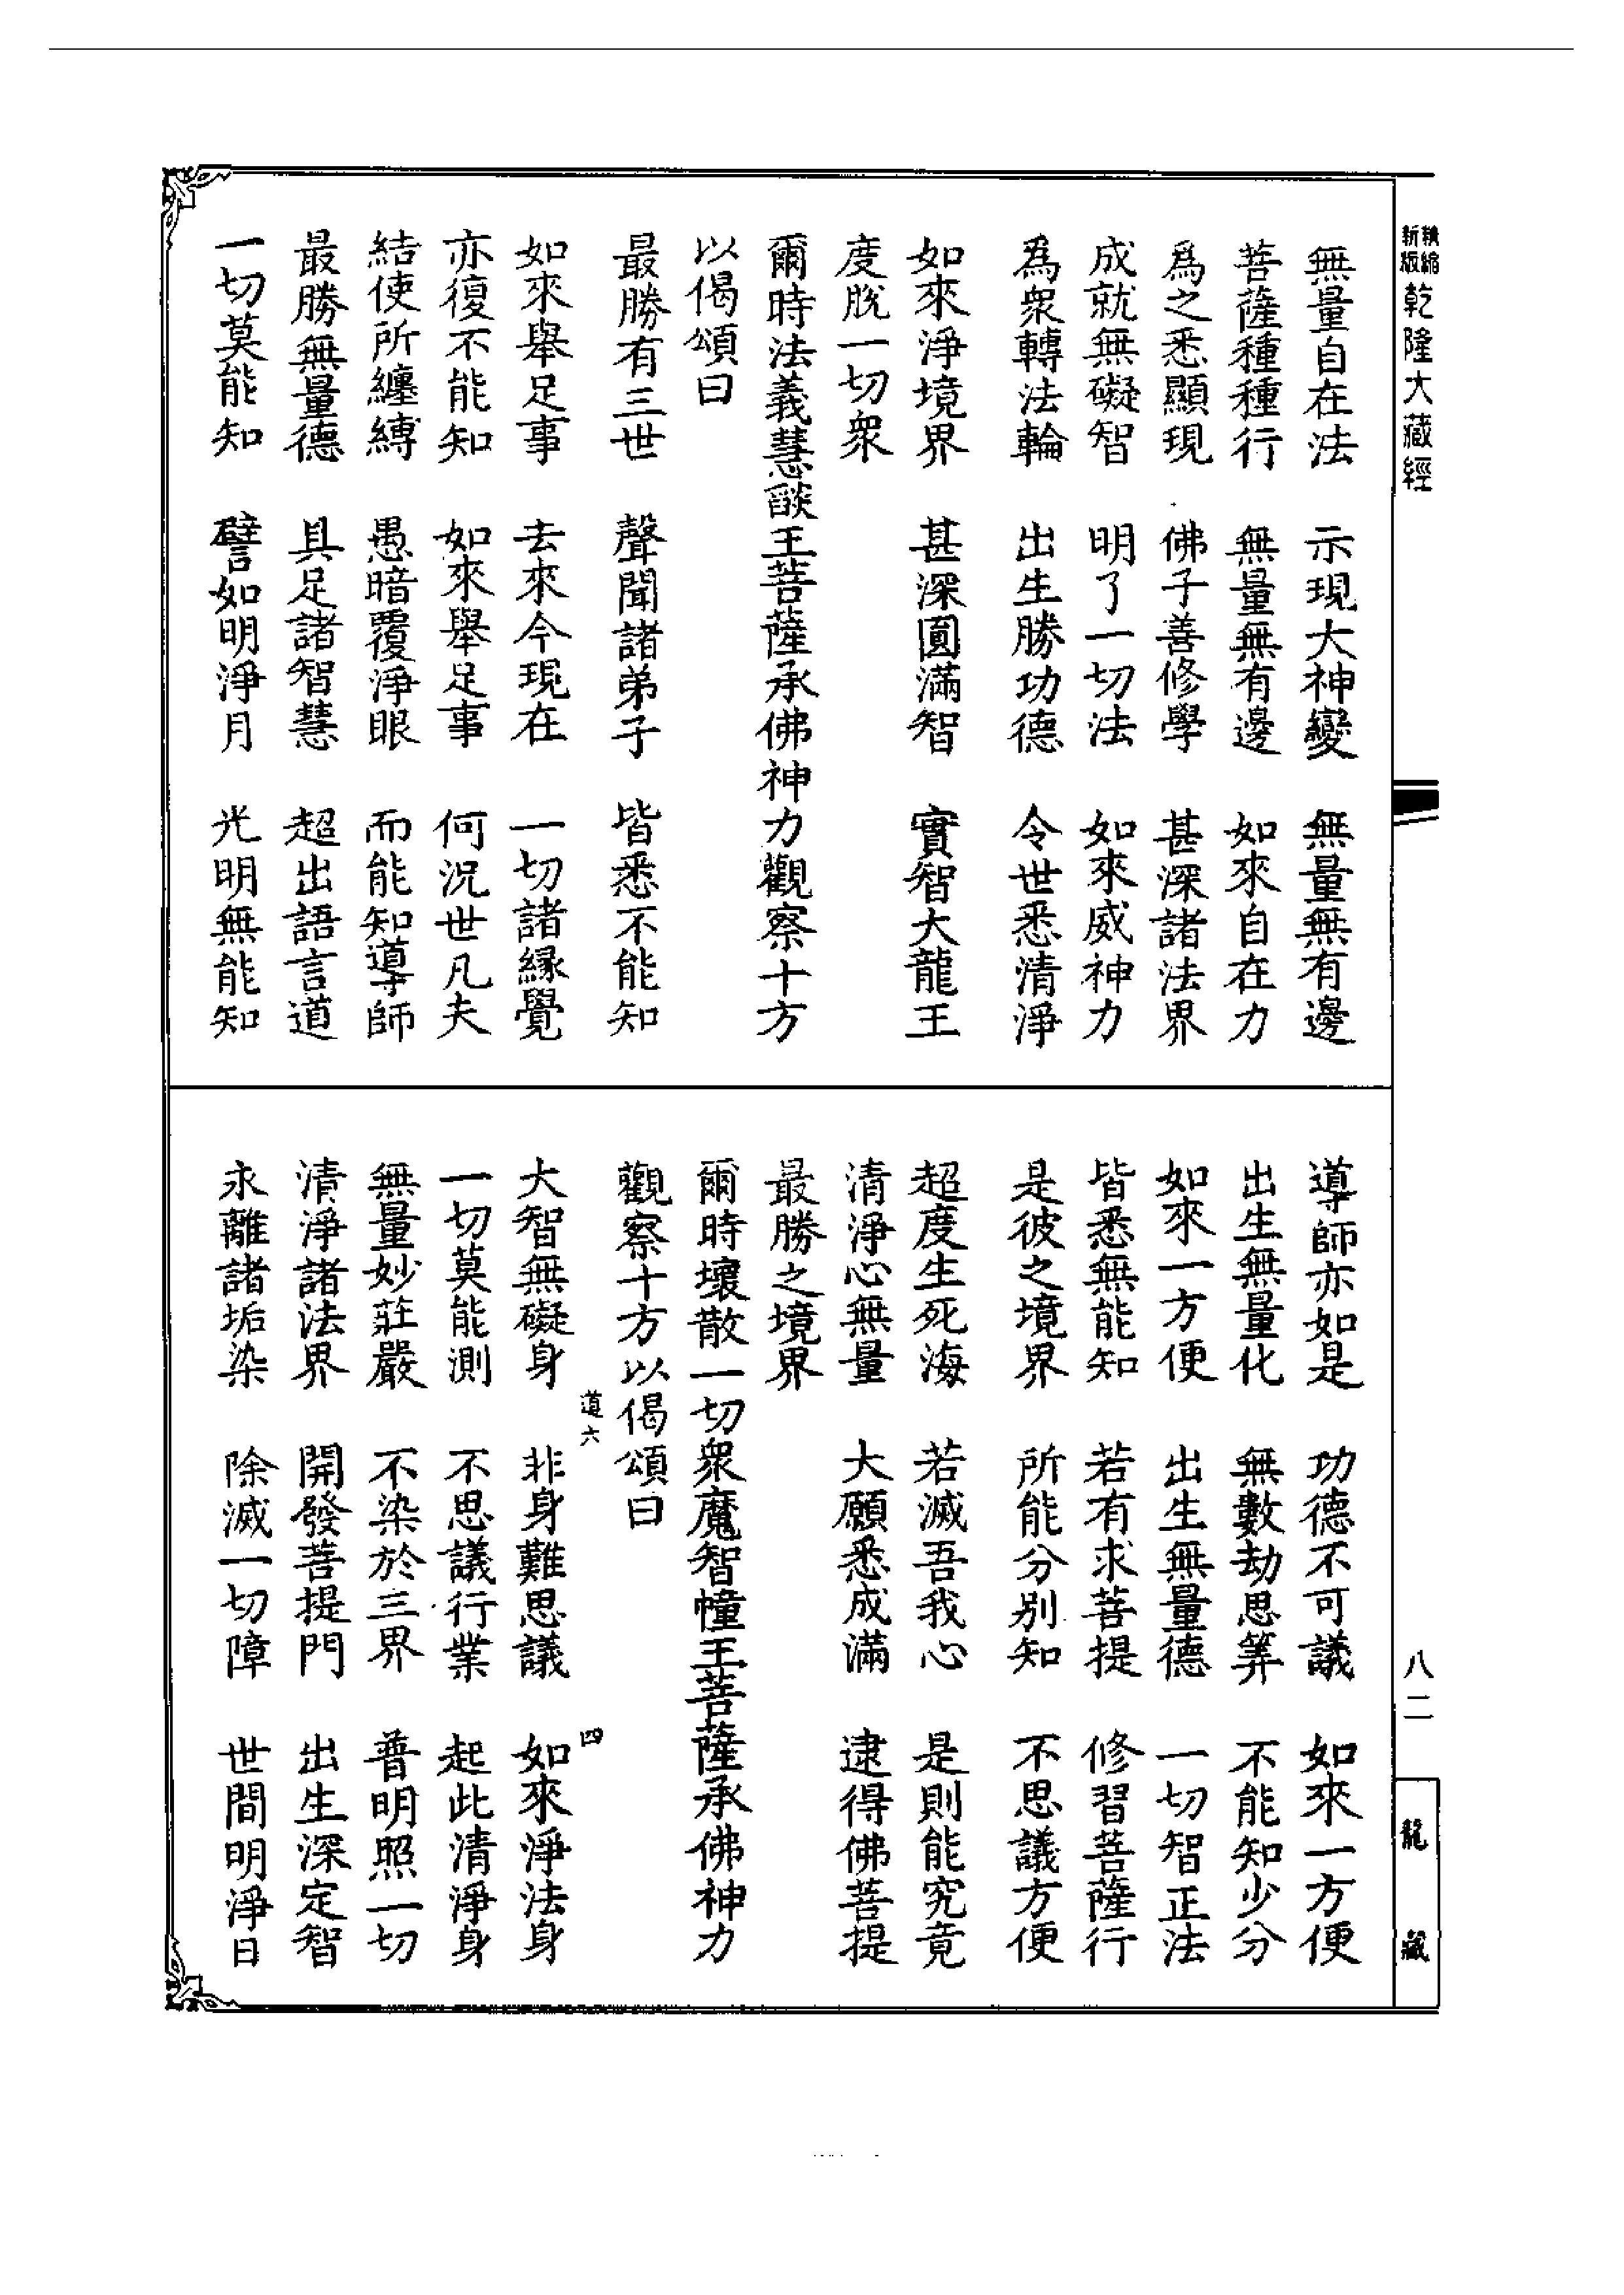 新版精縮乾隆大藏經
無量自在法　示現大神變　無量無有邊
菩薩種種行　無量無有邊　如來自在力
為之悉顯現　佛子善修學　甚深諸法界
成就無礙智　明了一切法　如來威神力
為衆轉法輪　出生勝功德　令世悉清淨
如來淨境界　甚深圓滿智　實智大龍王
度脫一切衆
爾時法義慧𦦨王菩薩承佛神力觀察十方
以偈頌曰
最勝有三世　聲聞諸弟子　皆悉不能知
如來舉足事　去來今現在　一切諸緣覺
亦復不能知　如來舉足事　何況世凡夫
結使所纏縛　愚暗覆淨眼　而能知導師
最勝無量德　具足諸智慧　超出語言道
一切莫能知　譬如明淨月　光明無能知
導師亦如是　功德不可議　如來一方便
出生無量化　無數劫思筭　不能知少分
如來一方便　出生無量德　一切智正法
皆悉無能知　若有求菩提　修習菩薩行
是彼之境界　所能分別知　不思議方便
超度生死海　若滅吾我心　是則能究竟
清淨心無量　大願悉成滿　逮得佛菩提
最勝之境界
爾時壞散一切衆魔智幢王菩薩承佛神力
觀察十方以偈頌曰
道六　四
大智無礙身　非身難思議　如來淨法身
一切莫能測　不思議行業　起此清淨身
無量妙莊嚴　不染於三界　普明照一切
清淨諸法界　開發菩提門　出生深定智
永離諸垢染　除滅一切障　世間明淨日
八二
龍藏